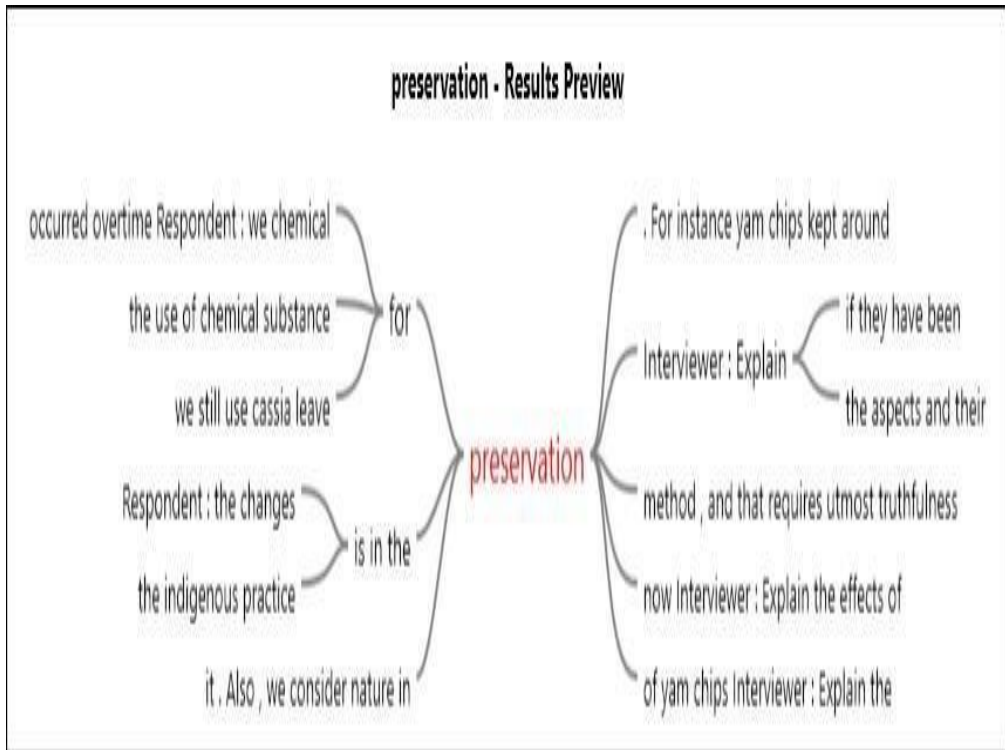 preservation - Results Preview
occurred overtime Respondent : we chemical
the use of chemical substance
we still use cassia leave
for
Respondent : the changes
the indigenous practice
is in the
it . Also , we consider nature in
preservation
. For instance yam chips kept around
Interviewer : Explain
if they have been
the aspects and their
method , and that requires utmost truthfulness
now Interviewer : Explain the effects of
of yam chips Interviewer : Explain the